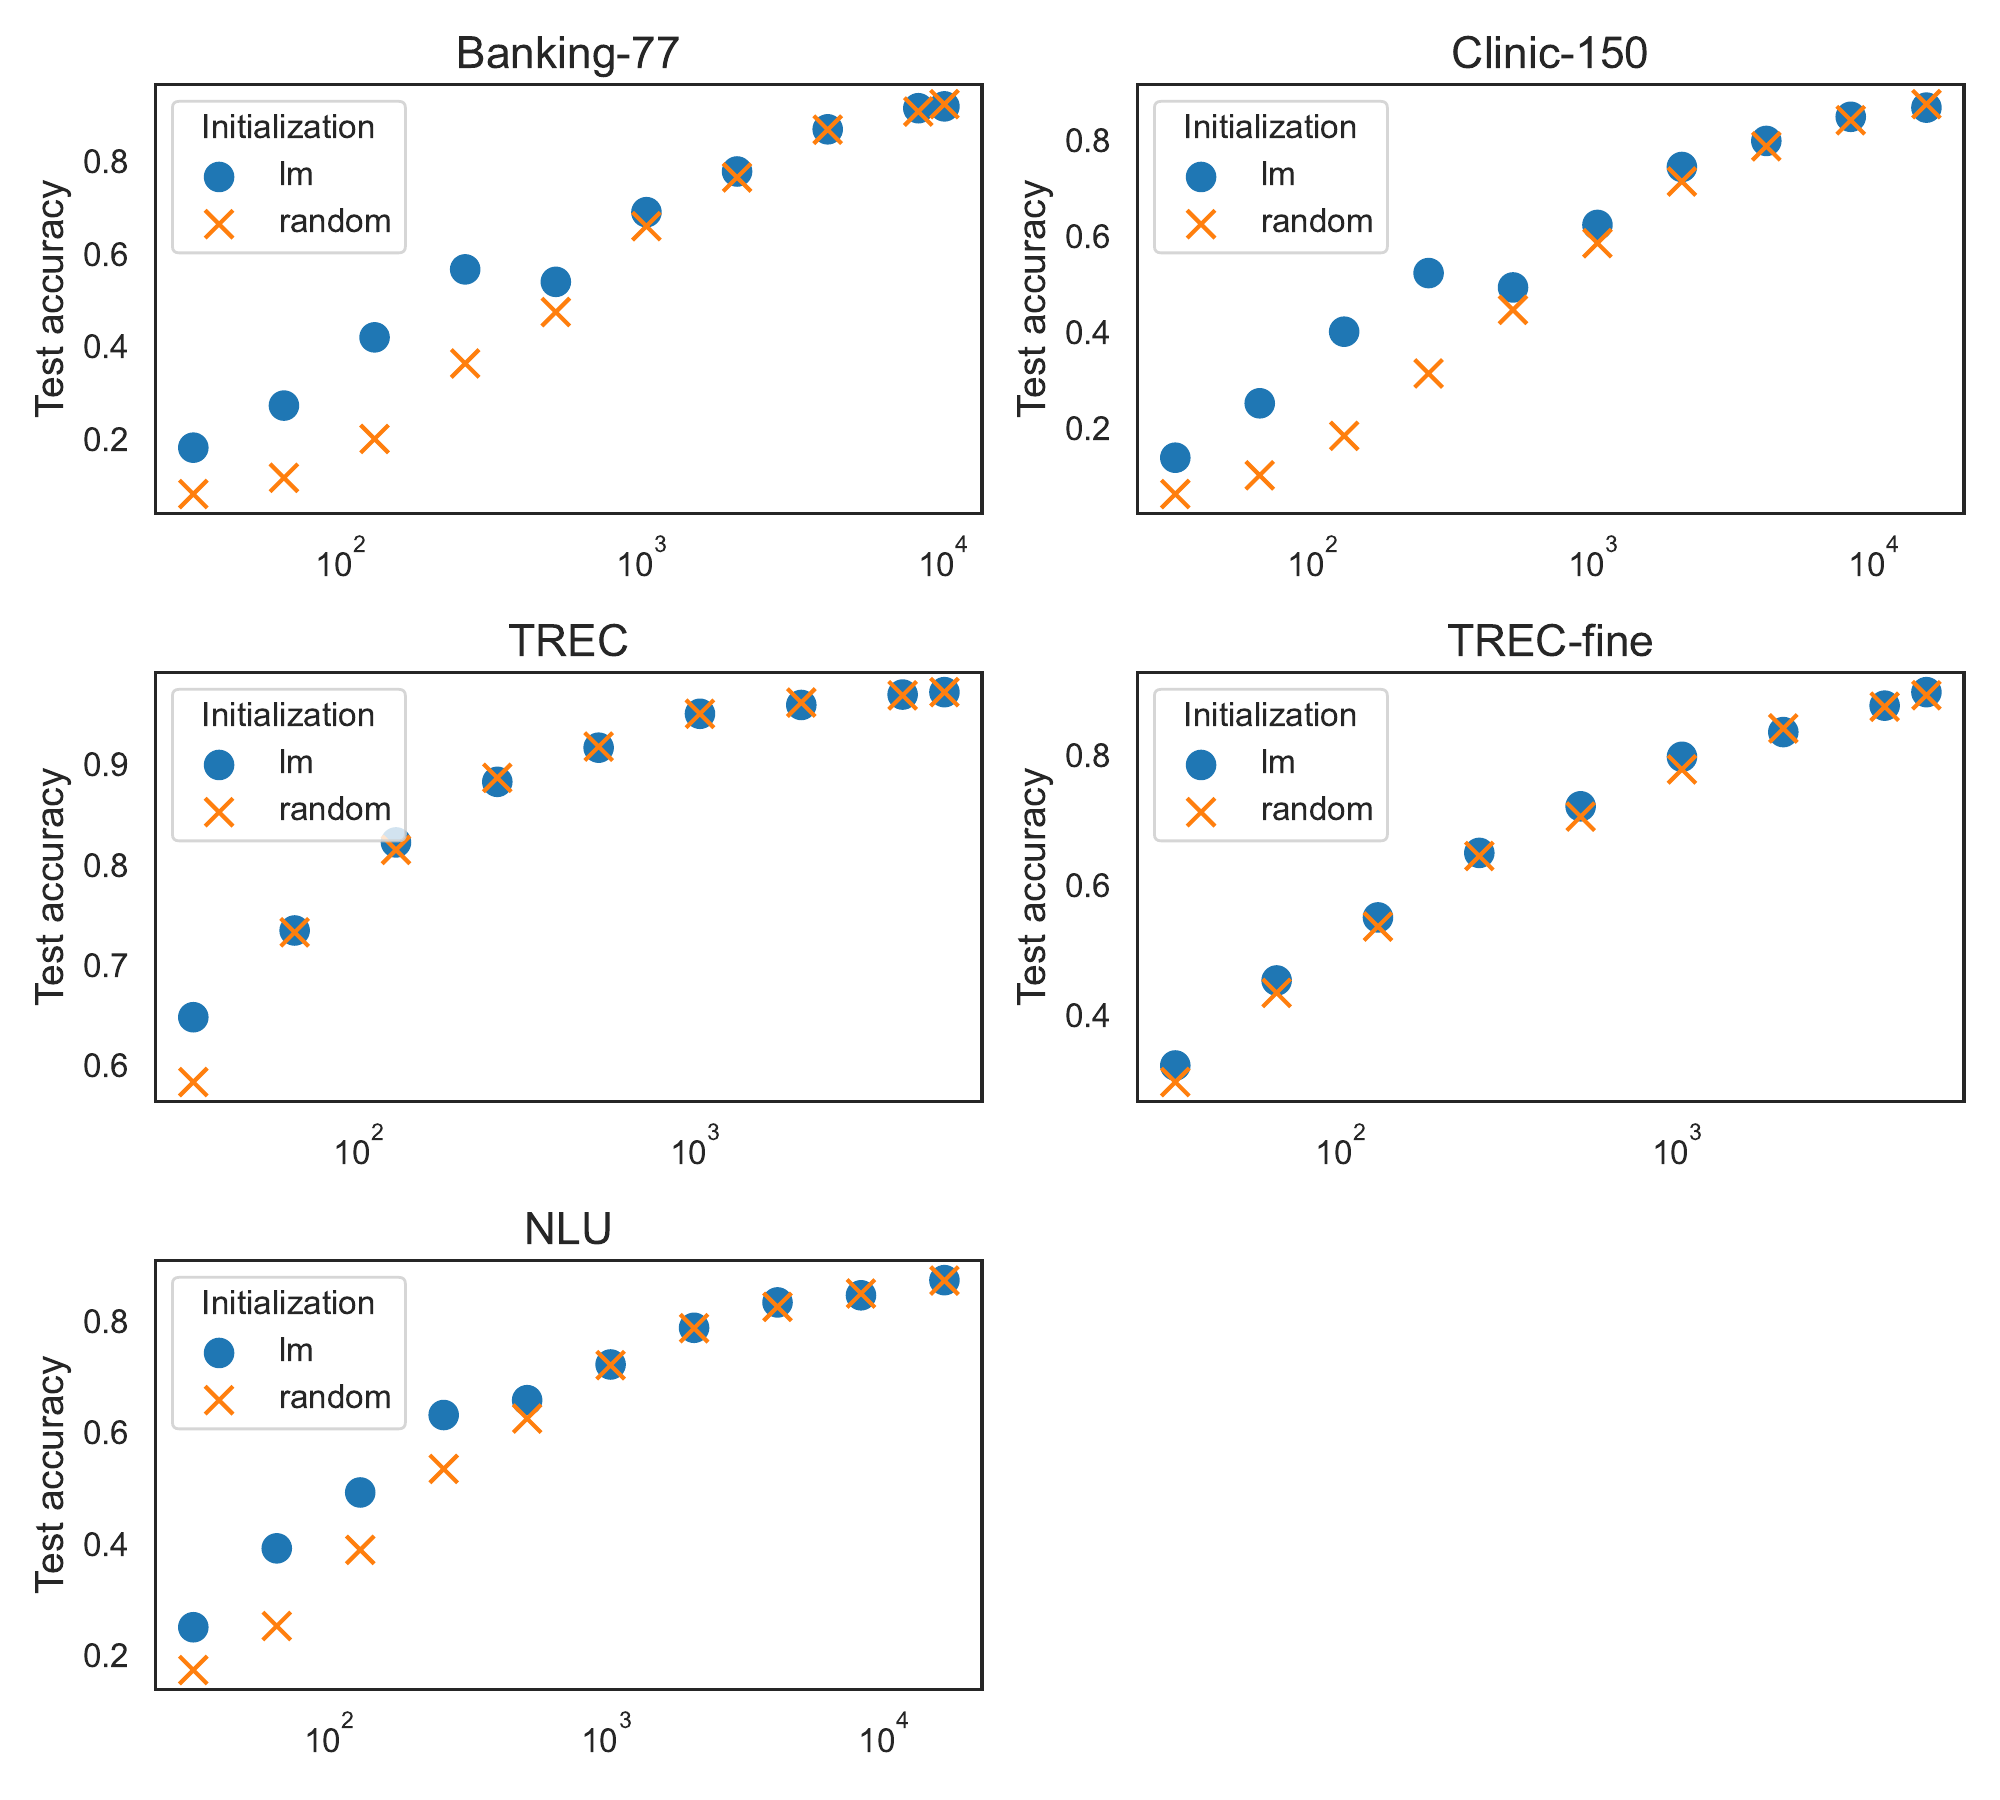 Banking-77
Initialization
lm
random
Test accuracy
0.8
0.6
0.4
0.2
10^2
10^3
10^4
Clinic-150
Initialization
lm
random
Test accuracy
0.8
0.6
0.4
0.2
10^2
10^3
10^4
TREC
Initialization
lm
random
Test accuracy
0.9
0.8
0.7
0.6
10^2
10^3
TREC-fine
Initialization
lm
random
Test accuracy
0.8
0.6
0.4
10^2
10^3
NLU
Initialization
lm
random
Test accuracy
0.8
0.6
0.4
0.2
10^2
10^3
10^4